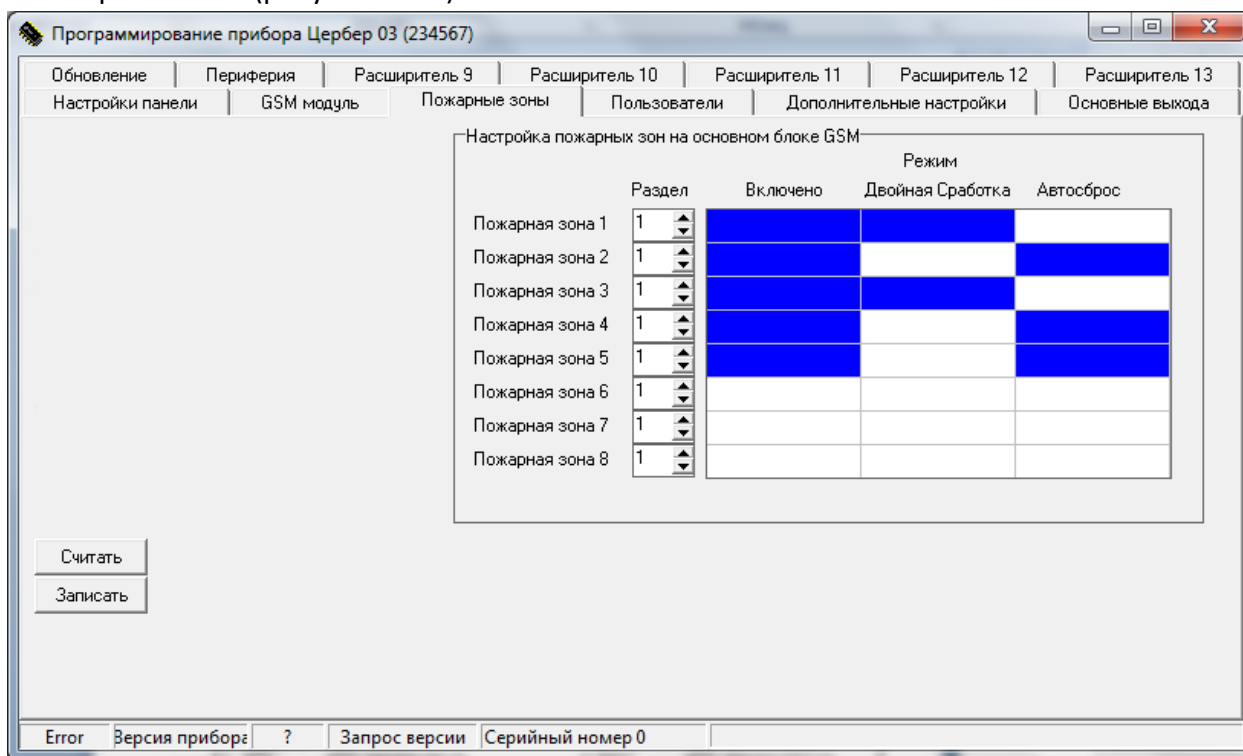 Программирование прибора Цербер 03 (234567)
Обновление Периферия Расширитель 9 Расширитель 10 Расширитель 11 Расширитель 12 Расширитель 13
Настройки панели GSM модуль Пожарные зоны Пользователи Дополнительные настройки Основные выхода
Настройка пожарных зон на основном блоке GSM
Режим
Раздел Включено Двойная Сработка Автосброс
Пожарная зона 1 1
Пожарная зона 2 1
Пожарная зона 3 1
Пожарная зона 4 1
Пожарная зона 5 1
Пожарная зона 6 1
Пожарная зона 7 1
Пожарная зона 8 1
Считать
Записать
Error Версия прибора ? Запрос версии Серийный номер 0